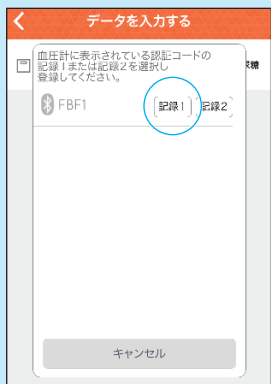 データを入力する
血圧計に表示されている認証コードの
記録1または記録2を選択し
登録してください。
FBF1
記録1
記録2
糖
キャンセル